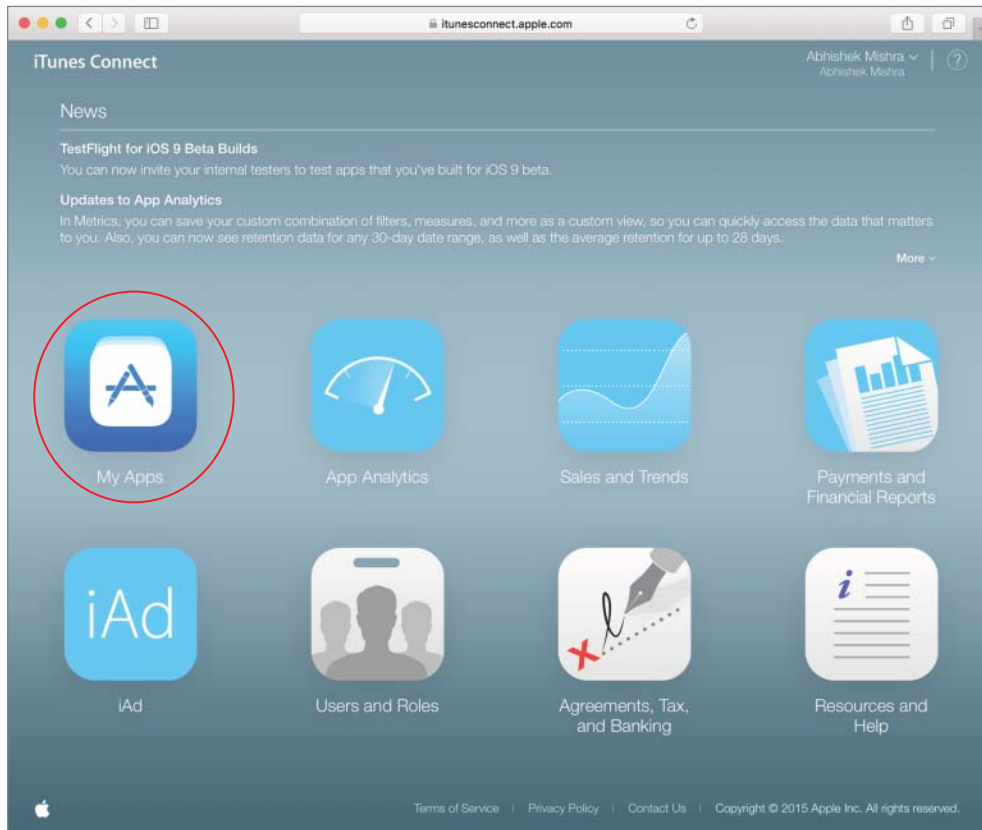 itunesconnect.apple.com
iTunes Connect
Abhishek Mishra
Abhishek Mishra
?
News
TestFlight for iOS 9 Beta Builds
You can now invite your internal testers to test apps that you've built for iOS 9 beta.
Updates to App Analytics
In Metrics, you can save your custom combination of filters, measures, and more as a custom view, so you can quickly access the data that matters
to you. Also, you can now see retention data for any 30-day date range, as well as the average retention for up to 28 days.
More
My Apps
App Analytics
Sales and Trends
Payments and
Financial Reports
iAd
i
iAd
Users and Roles
Agreements, Tax,
and Banking
Resources and
Help
Terms of Service | Privacy Policy | Contact Us | Copyright © 2015 Apple Inc. All rights reserved.